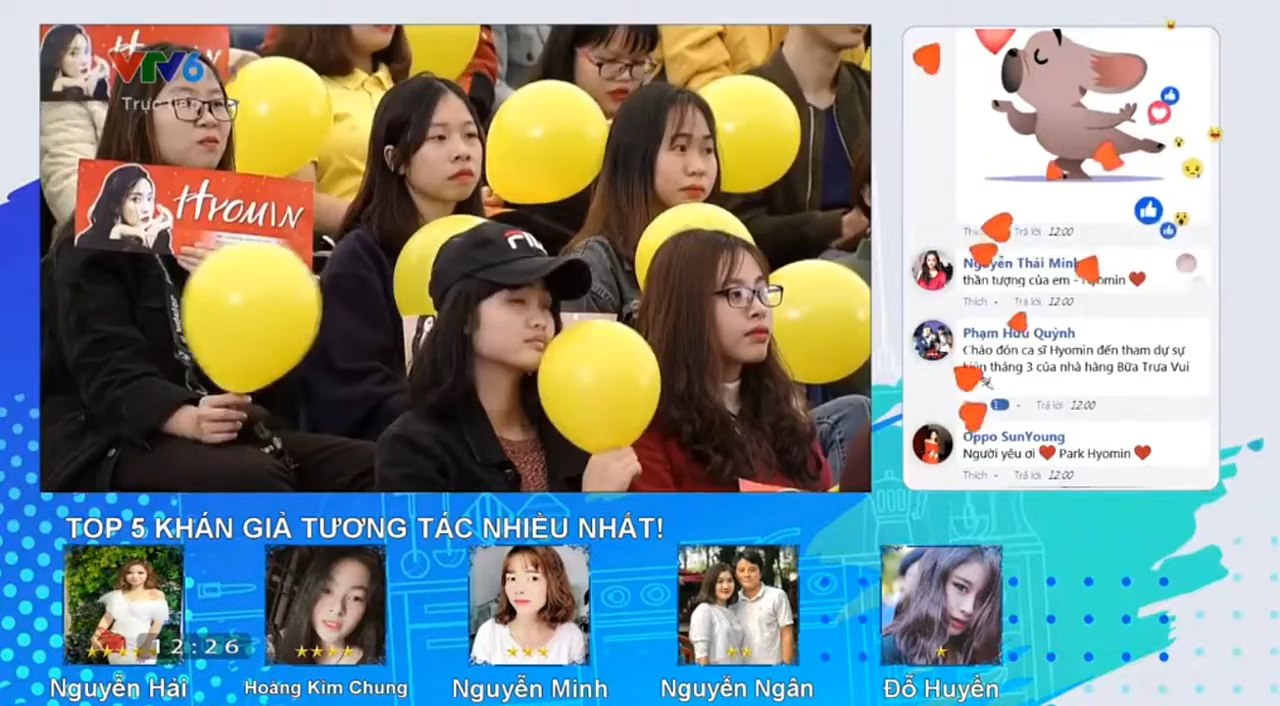 HYOMIN
VTV6
Trực tiếp
HYOMIN
FILA
Thích
Trả lời 12:00
Nguyễn Thái Minh
thần tượng của em - Hyomin
Thích - Trả lời 12:00
Phạm Hữu Quỳnh
Chào đón ca sĩ Hyomin đến tham dự sự
kiện tháng 3 của nhà hàng Bữa Trưa Vui
1 - Trả lời 12:00
Oppo SunYoung
Người yêu ơi Park Hyomin
Thích - Trả lời 12:00
TOP 5 KHÁN GIẢ TƯƠNG TÁC NHIỀU NHẤT!
12:26
Nguyễn Hải
Hoàng Kim Chung
Nguyễn Minh
Nguyễn Ngân
Đỗ Huyền